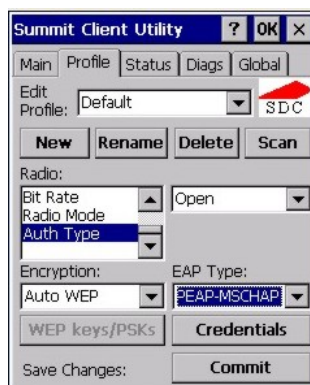 Summit Client Utility ? OK ×
Main Profile Status Diags Global
Edit Profile: Default
SDC
New Rename Delete Scan
Radio:
Bit Rate
Radio Mode
Auth Type
Open
Encryption: EAP Type:
Auto WEP PEAP-MSCHAP
WEP keys/PSKs Credentials
Save Changes: Commit